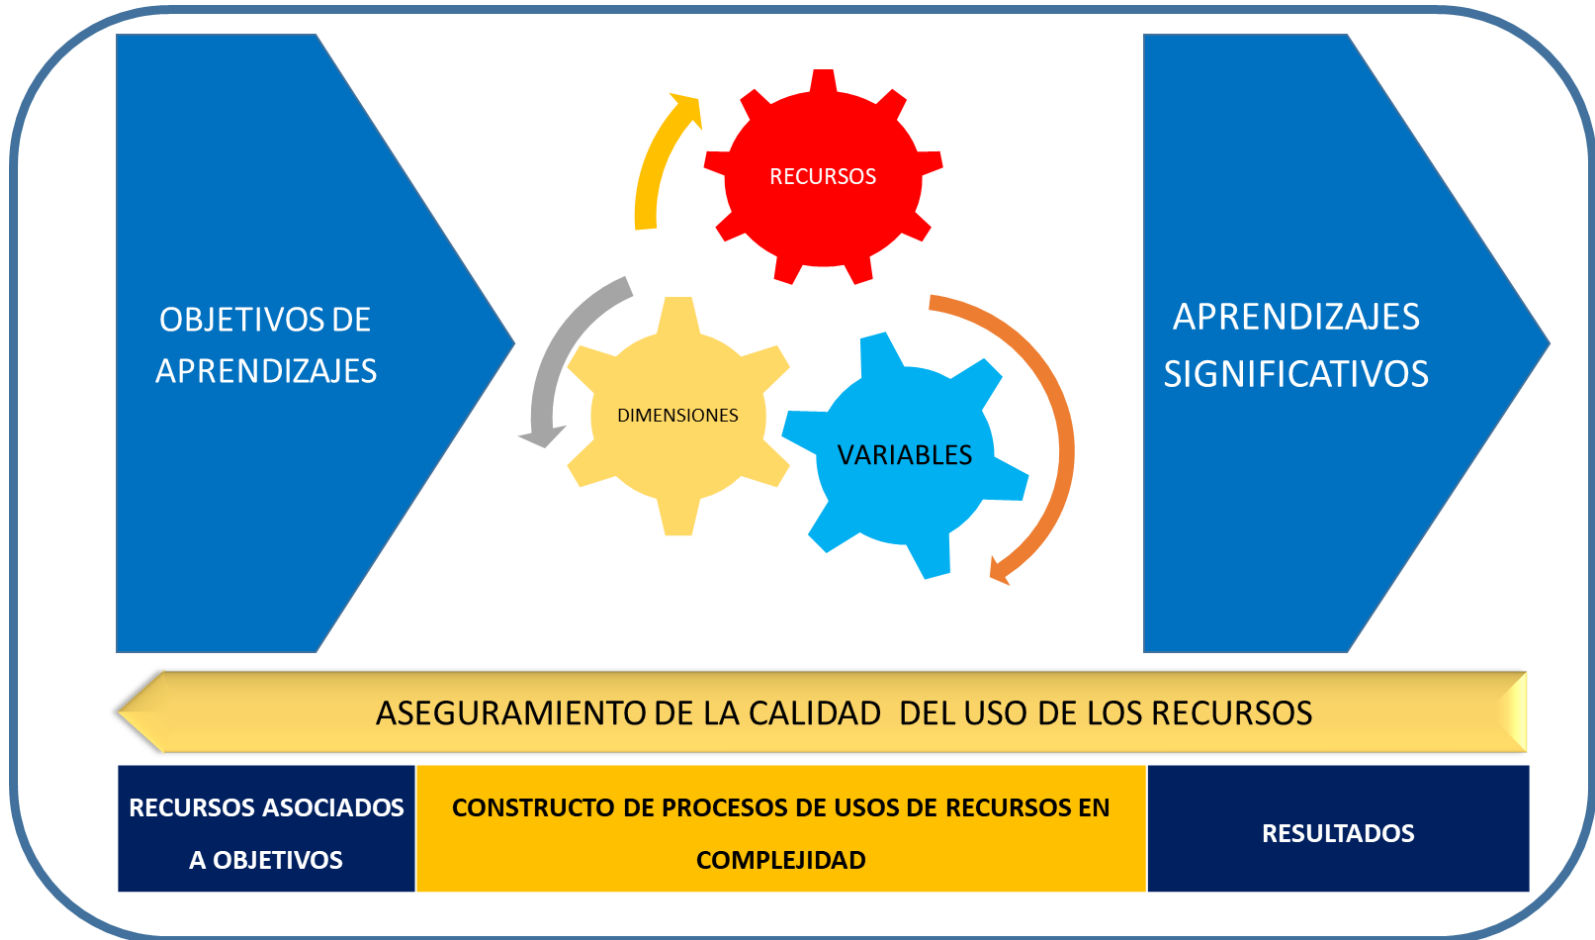 RECURSOS
OBJETIVOS DE
APRENDIZAJES
DIMENSIONES
VARIABLES
APRENDIZAJES
SIGNIFICATIVOS
ASEGURAMIENTO DE LA CALIDAD  DEL USO DE LOS RECURSOS
RECURSOS ASOCIADOS
A OBJETIVOS
CONSTRUCTO DE PROCESOS DE USOS DE RECURSOS EN
COMPLEJIDAD
RESULTADOS